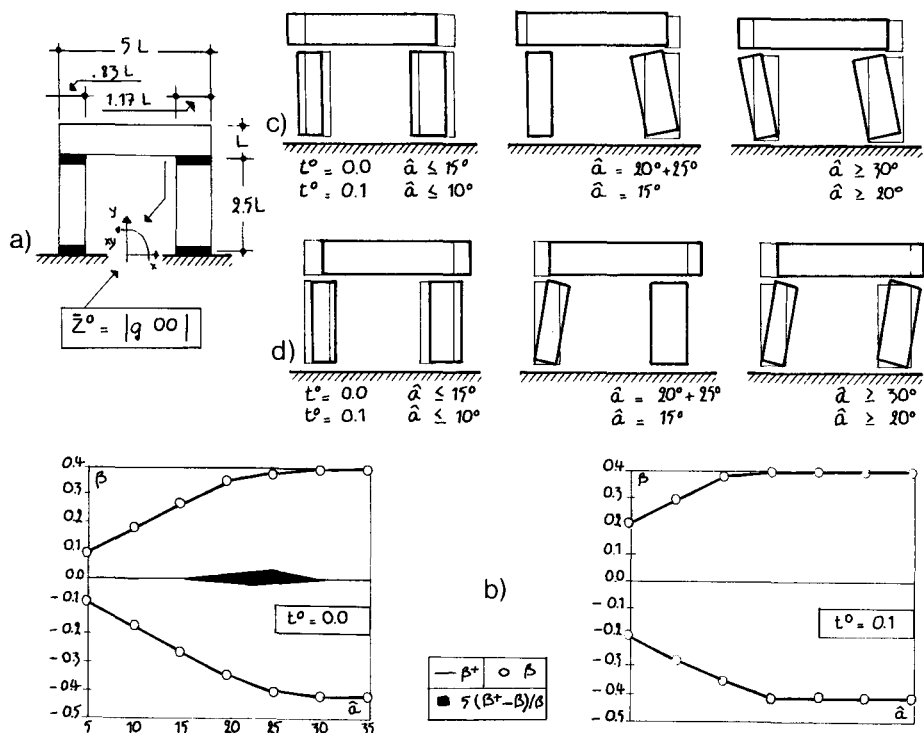 a)
5 L
.83 L
1.17 L
L
2.5 L
y
xy
x
Z̄° = |g 00|
c)
t° = 0.0 â ≤ 15°
t° = 0.1 â ≤ 10°
â = 20°+25°
â = 15°
â ≥ 30°
â ≥ 20°
d)
t° = 0.0 â ≤ 15°
t° = 0.1 â ≤ 10°
â = 20°+25°
â = 15°
â ≥ 30°
â ≥ 20°
b)
β
0.4
0.3
0.2
0.1
0.0
-0.1
-0.2
-0.3
-0.4
-0.5
t° = 0.0
5 10 15 20 25 30 35
â
— β⁺ ○ β
■ 5(β⁺-β)/β
β
0.4
0.3
0.2
0.1
0.0
-0.1
-0.2
-0.3
-0.4
-0.5
t° = 0.1
â